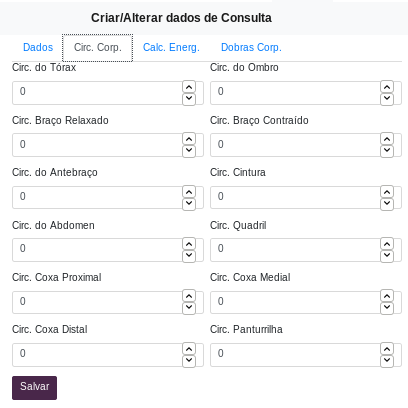 Criar/Alterar dados de Consulta
Dados Circ. Corp. Calc. Energ. Dobras Corp.
Circ. do Tórax Circ. do Ombro
0 0
Circ. Braço Relaxado Circ. Braço Contraído
0 0
Circ. do Antebraço Circ. Cintura
0 0
Circ. do Abdomen Circ. Quadril
0 0
Circ. Coxa Proximal Circ. Coxa Medial
0 0
Circ. Coxa Distal Circ. Panturrilha
0 0
Salvar